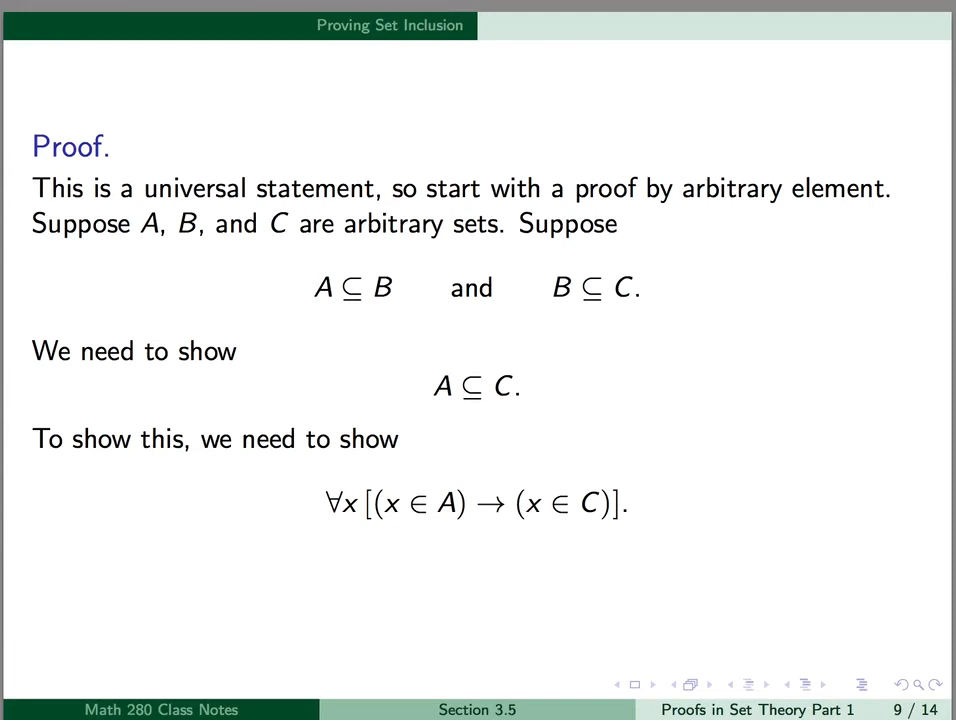 Proving Set Inclusion
Proof.
This is a universal statement, so start with a proof by arbitrary element.
Suppose A, B, and C are arbitrary sets. Suppose
A ⊆ B and B ⊆ C.
We need to show
A ⊆ C.
To show this, we need to show
∀x [(x ∈ A) → (x ∈ C)].
Math 280 Class Notes
Section 3.5
Proofs in Set Theory Part 1
9 / 14